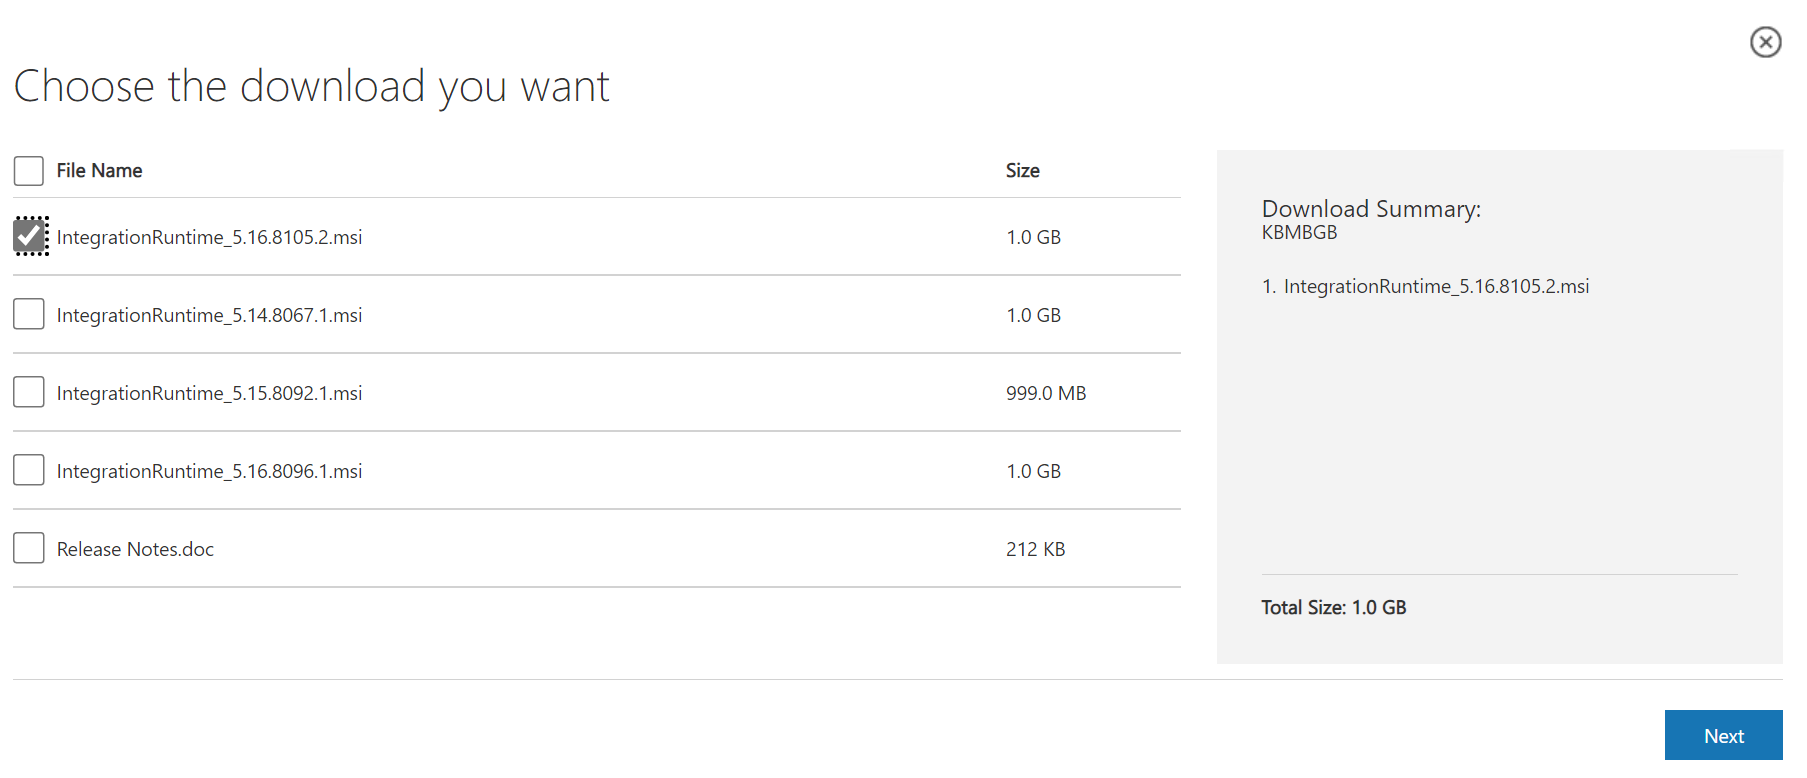 Choose the download you want
File Name Size
IntegrationRuntime_5.16.8105.2.msi 1.0 GB
IntegrationRuntime_5.14.8067.1.msi 1.0 GB
IntegrationRuntime_5.15.8092.1.msi 999.0 MB
IntegrationRuntime_5.16.8096.1.msi 1.0 GB
Release Notes.doc 212 KB
Download Summary:
KBMBGB
1. IntegrationRuntime_5.16.8105.2.msi
Total Size: 1.0 GB
Next